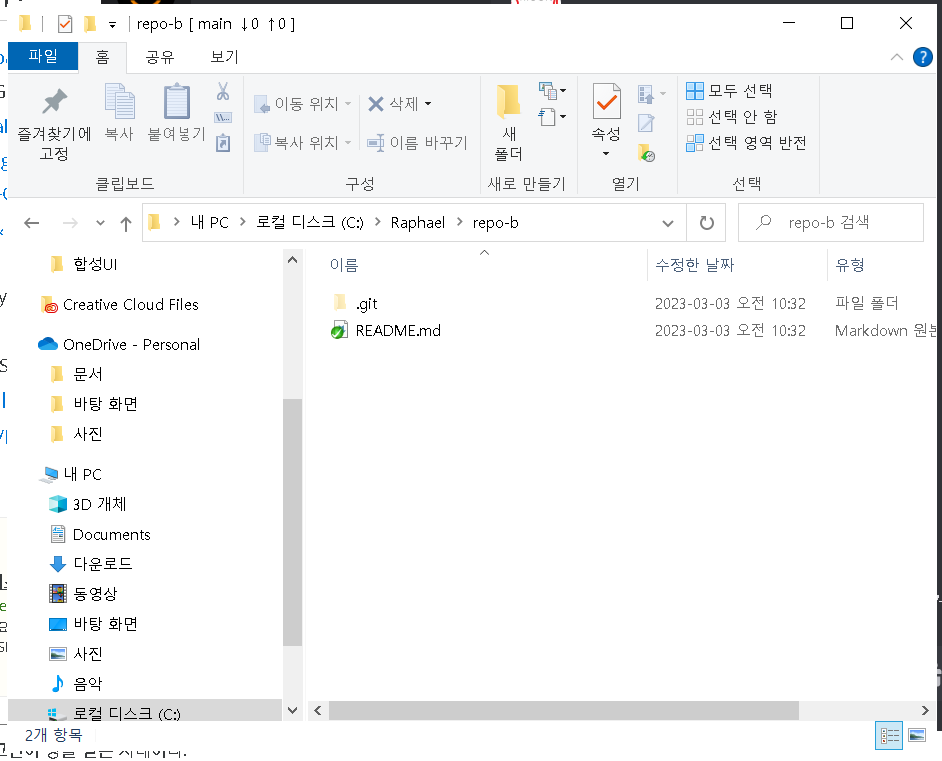 repo-b [ main ↓0 ↑0 ]
파일 홈 공유 보기
즐겨찾기에 고정
복사
붙여넣기
이동 위치
복사 위치
삭제
이름 바꾸기
새 폴더
속성
모두 선택
선택 안 함
선택 영역 반전
클립보드 구성 새로 만들기 열기 선택
내 PC > 로컬 디스크 (C:) > Raphael > repo-b
repo-b 검색
합성UI
Creative Cloud Files
OneDrive - Personal
문서
바탕 화면
사진
내 PC
3D 개체
Documents
다운로드
동영상
바탕 화면
사진
음악
로컬 디스크 (C:)
이름 수정한 날짜 유형
.git 2023-03-03 오전 10:32 파일 폴더
README.md 2023-03-03 오전 10:32 Markdown 원본
2개 항목